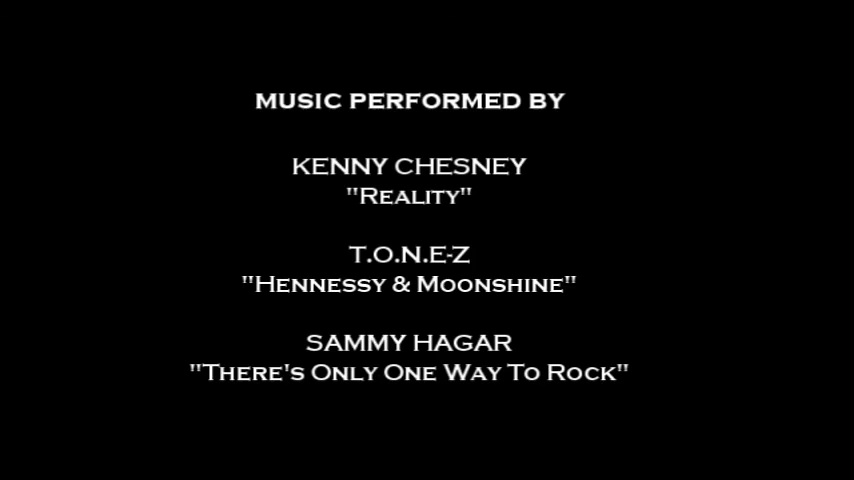 MUSIC PERFORMED BY
KENNY CHESNEY
"REALITY"
T.O.N.E-Z
"HENNESSY & MOONSHINE"
SAMMY HAGAR
"THERE'S ONLY ONE WAY TO ROCK"